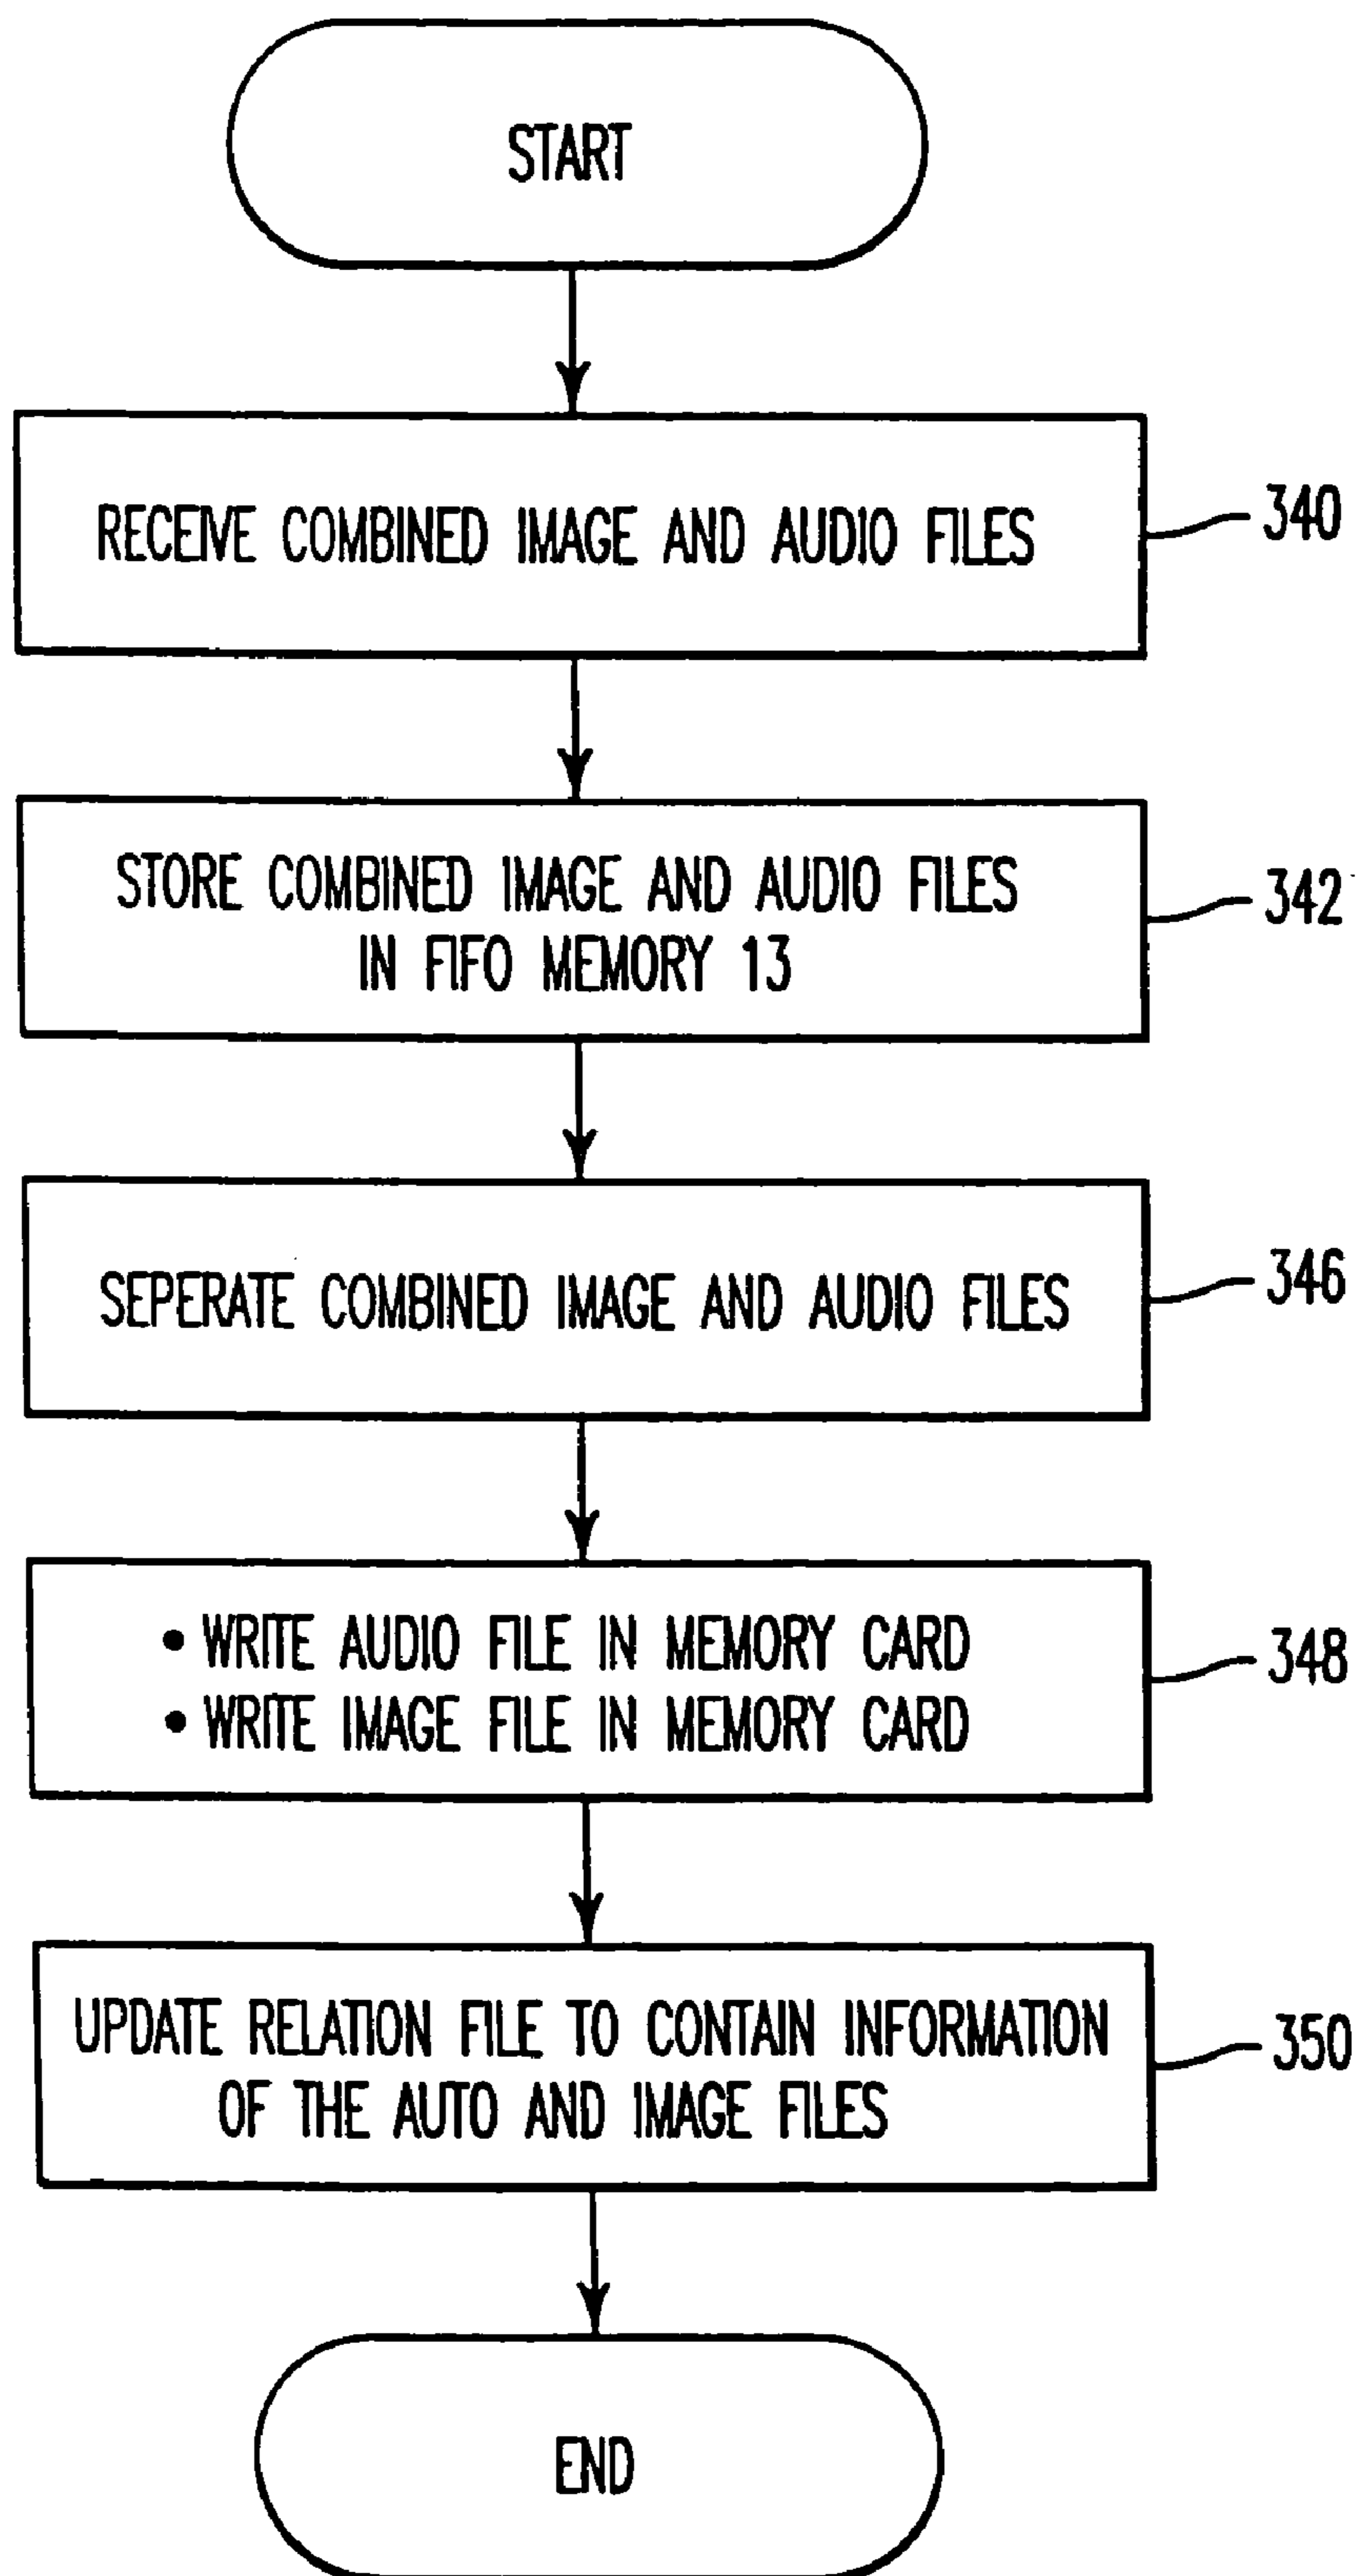 START
RECEIVE COMBINED IMAGE AND AUDIO FILES
340
STORE COMBINED IMAGE AND AUDIO FILES
IN FIFO MEMORY 13
342
SEPERATE COMBINED IMAGE AND AUDIO FILES
346
• WRITE AUDIO FILE IN MEMORY CARD
• WRITE IMAGE FILE IN MEMORY CARD
348
UPDATE RELATION FILE TO CONTAIN INFORMATION
OF THE AUTO AND IMAGE FILES
350
END